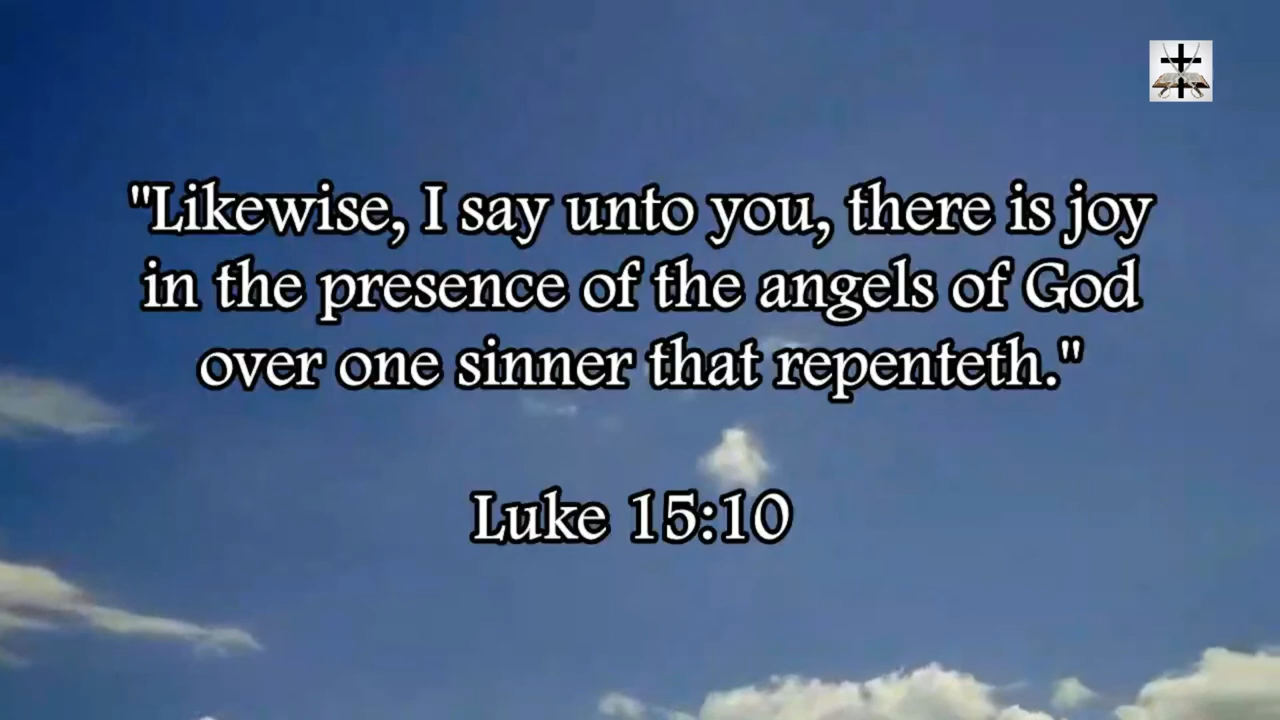 "Likewise, I say unto you, there is joy
in the presence of the angels of God
over one sinner that repenteth."
Luke 15:10